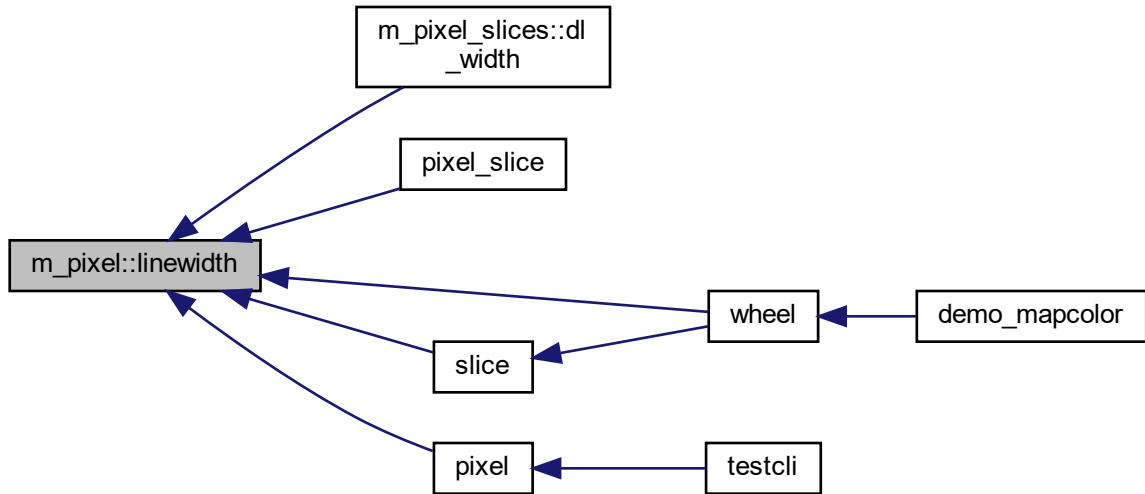 m_pixel_slices::dl
_width
pixel_slice
m_pixel::linewidth
wheel
demo_mapcolor
slice
pixel
testcli